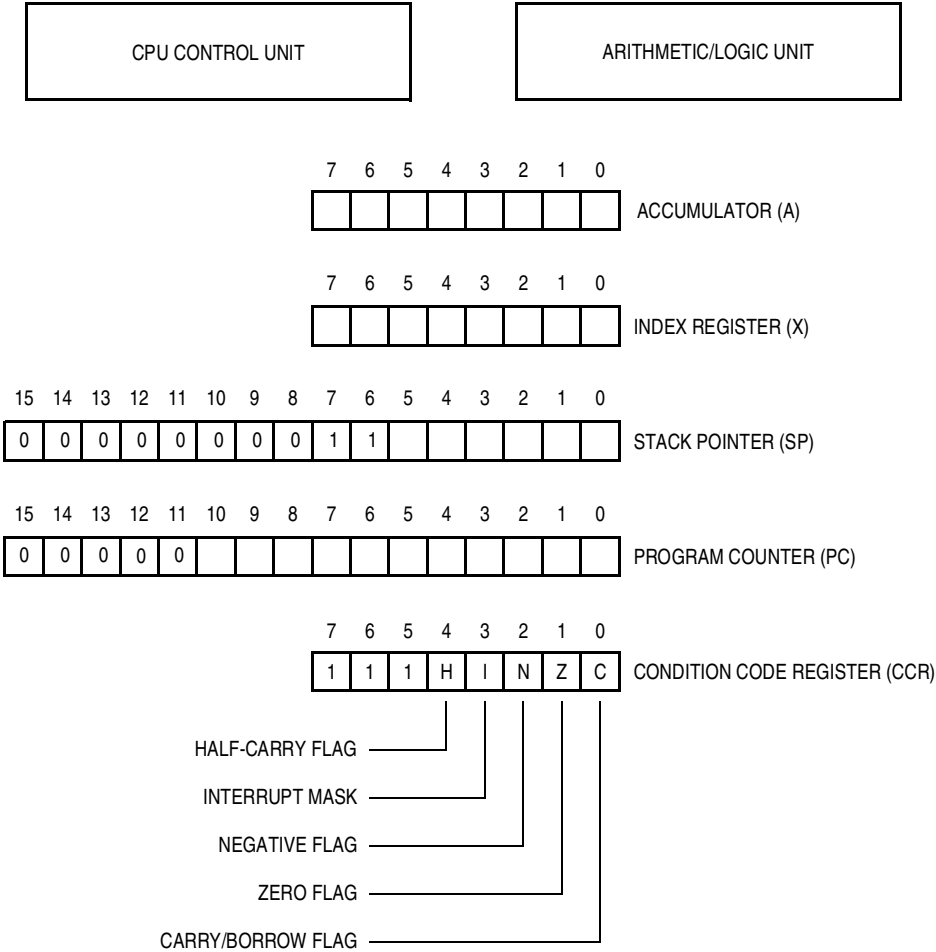 CPU CONTROL UNIT
ARITHMETIC/LOGIC UNIT
7 6 5 4 3 2 1 0
ACCUMULATOR (A)
7 6 5 4 3 2 1 0
INDEX REGISTER (X)
15 14 13 12 11 10 9 8 7 6 5 4 3 2 1 0
0 0 0 0 0 0 0 0 1 1 STACK POINTER (SP)
15 14 13 12 11 10 9 8 7 6 5 4 3 2 1 0
0 0 0 0 0 PROGRAM COUNTER (PC)
7 6 5 4 3 2 1 0
1 1 1 H I N Z C CONDITION CODE REGISTER (CCR)
HALF-CARRY FLAG
INTERRUPT MASK
NEGATIVE FLAG
ZERO FLAG
CARRY/BORROW FLAG